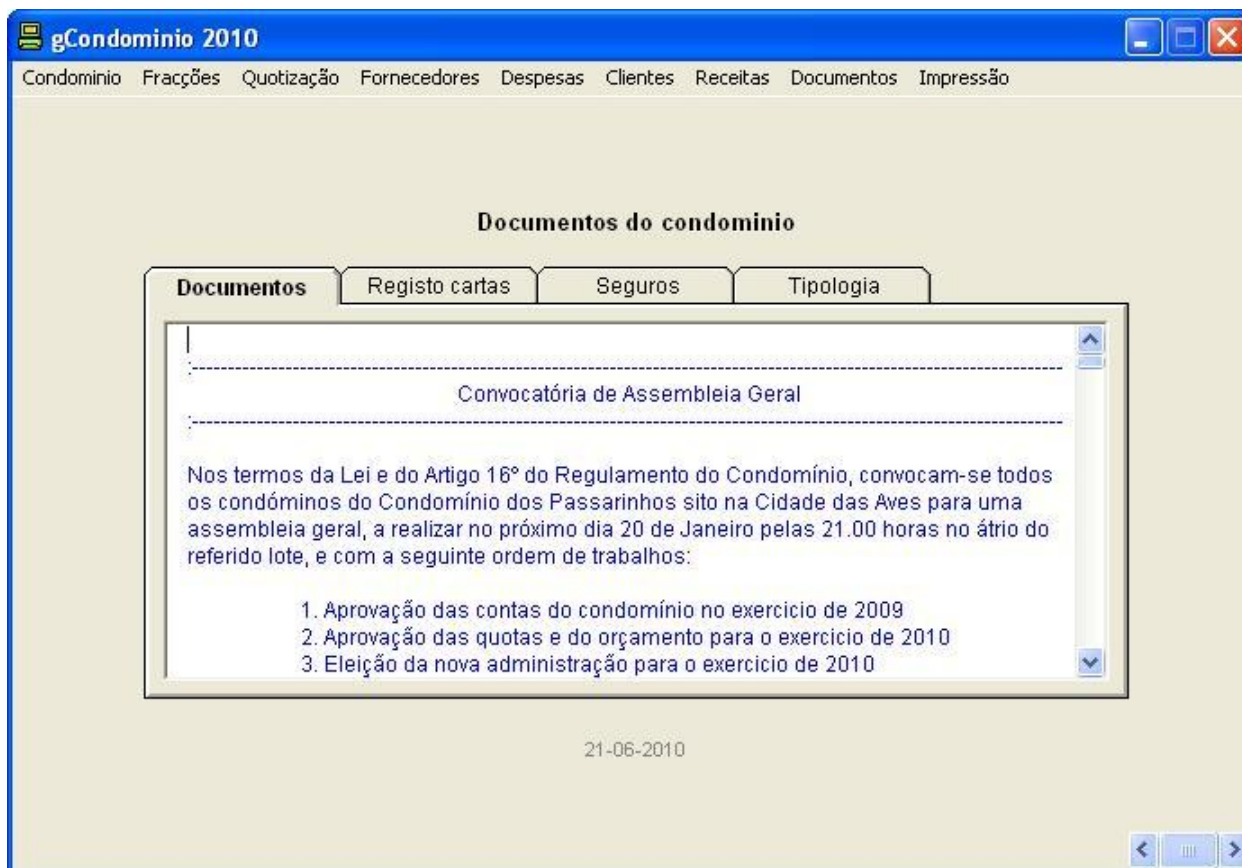 gCondominio 2010
Condominio Fracções Quotização Fornecedores Despesas Clientes Receitas Documentos Impressão
Documentos do condominio
Documentos Registo cartas Seguros Tipologia
:---------------------------------------------------------------------------------------------------------------------------
Convocatória de Assembleia Geral
:---------------------------------------------------------------------------------------------------------------------------
Nos termos da Lei e do Artigo 16º do Regulamento do Condomínio, convocam-se todos
os condóminos do Condomínio dos Passarinhos sito na Cidade das Aves para uma
assembleia geral, a realizar no próximo dia 20 de Janeiro pelas 21.00 horas no átrio do
referido lote, e com a seguinte ordem de trabalhos:
1. Aprovação das contas do condomínio no exercicio de 2009
2. Aprovação das quotas e do orçamento para o exercicio de 2010
3. Eleição da nova administração para o exercicio de 2010
21-06-2010